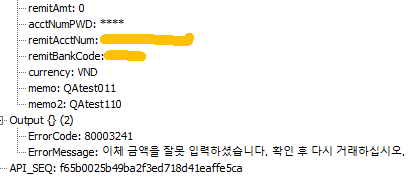 remitAmt: 0
acctNumPWD: ****
remitAcctNum:
remitBankCode:
currency: VND
memo: QAtest011
memo2: QAtest110
Output {} (2)
ErrorCode: 80003241
ErrorMessage: 이체 금액을 잘못 입력하셨습니다. 확인 후 다시 거래하십시오.
API_SEQ: f65b0025b49ba2f3ed718d41eaffe5ca